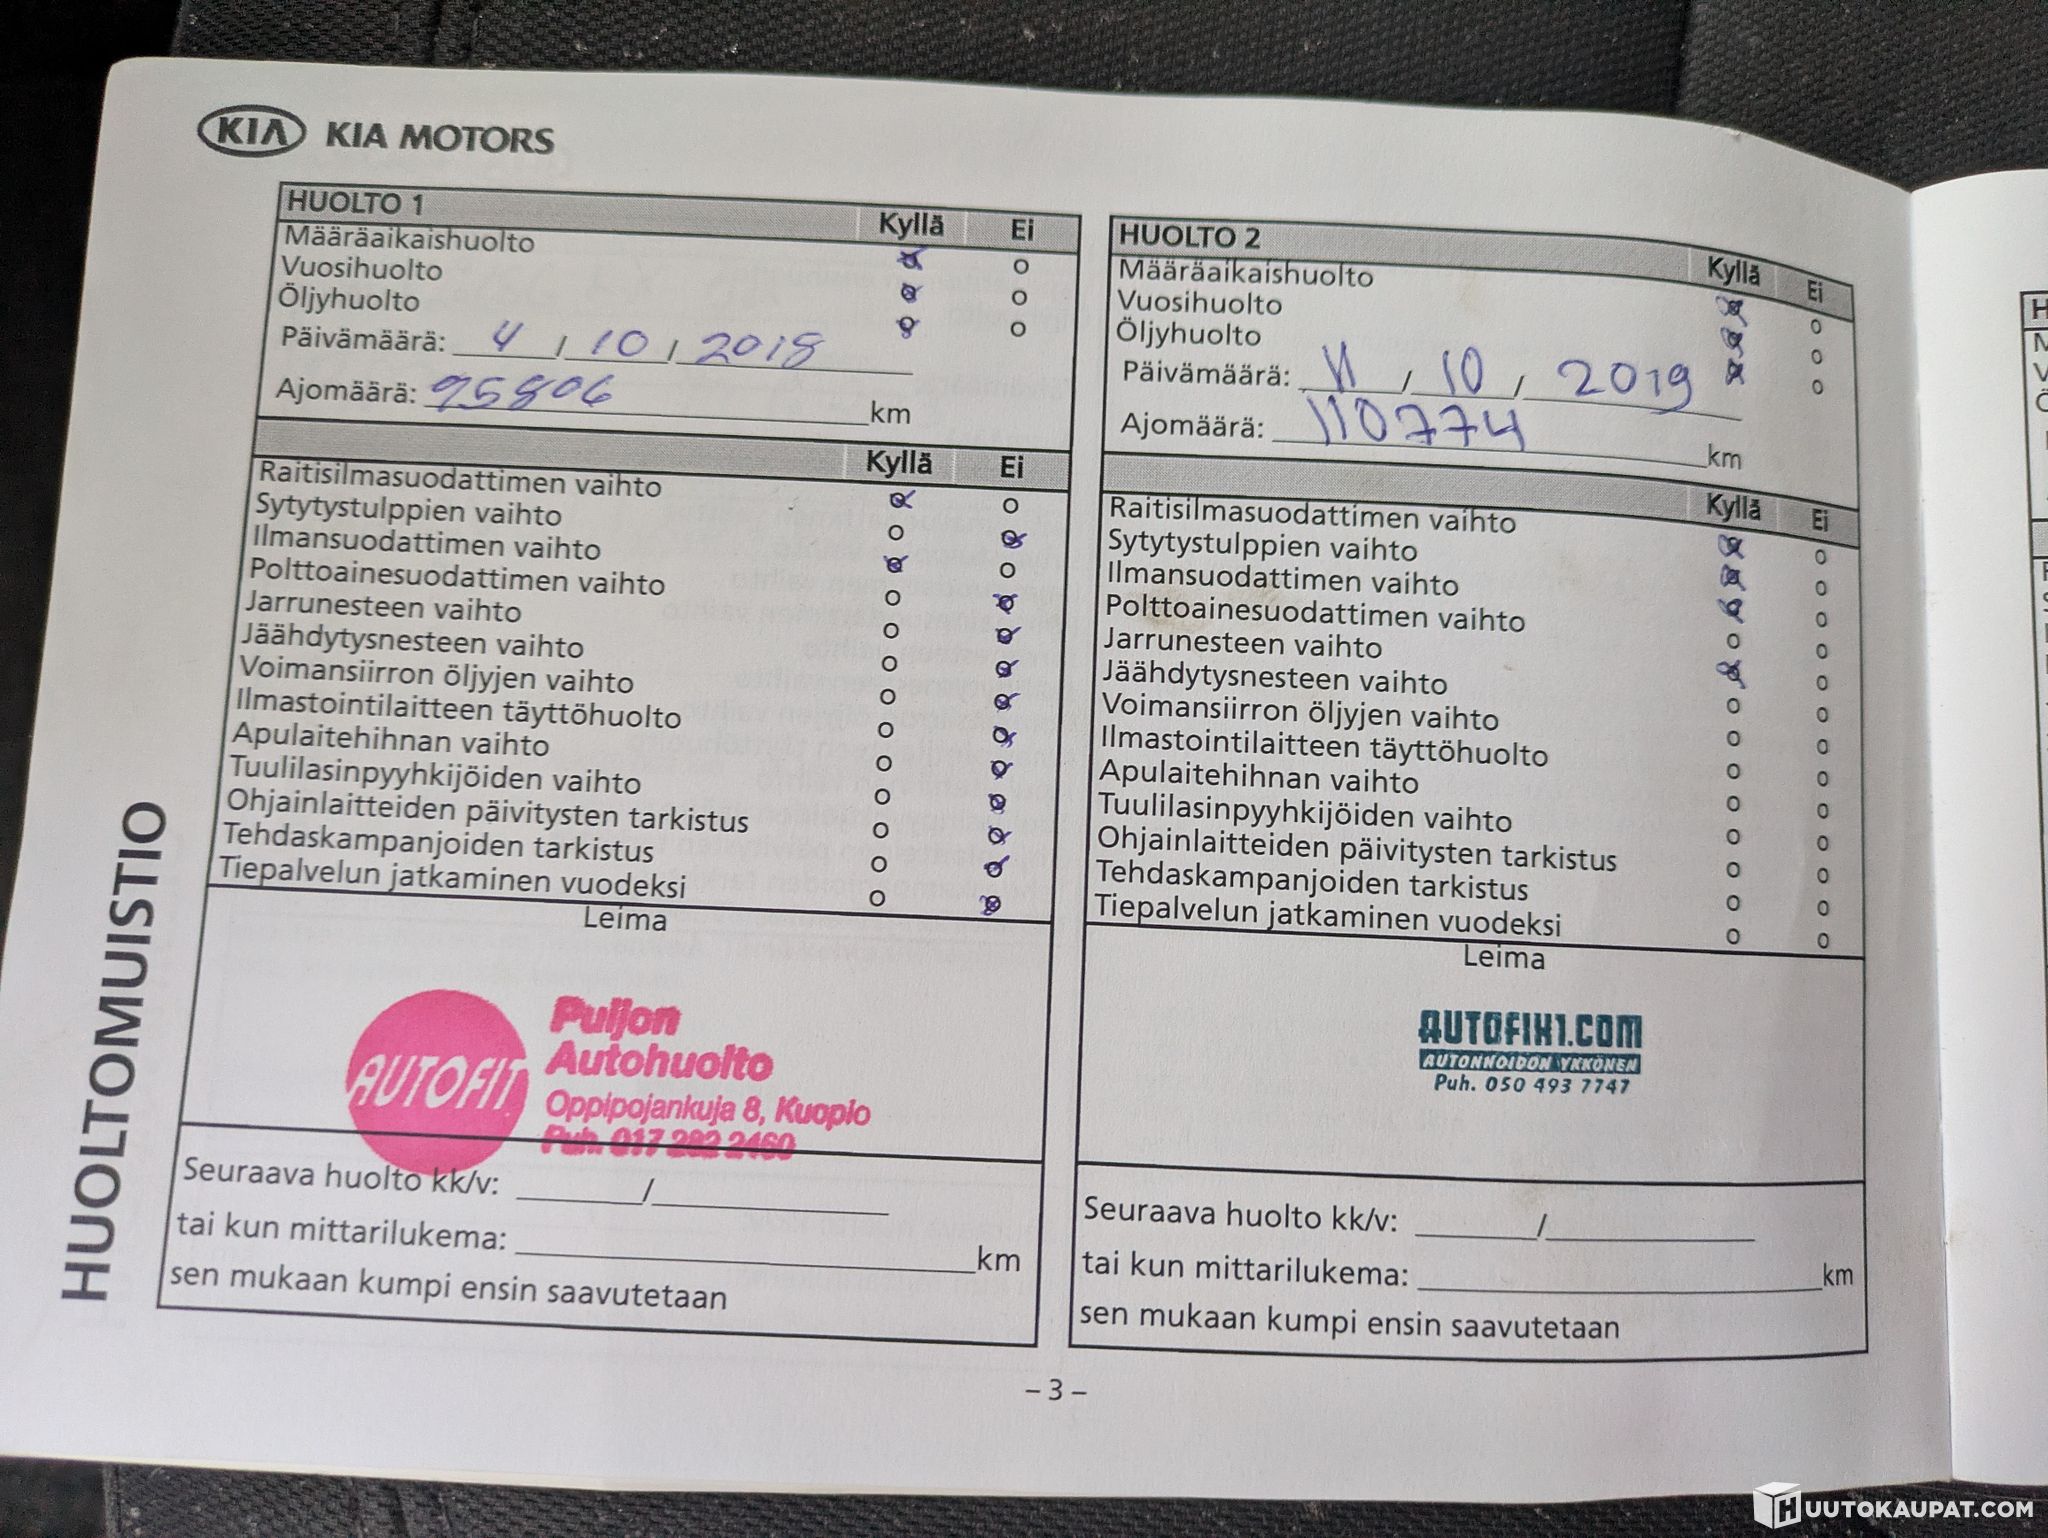 KIA KIA MOTORS
HUOLTO 1 Kyllä Ei
Määräaikaishuolto
Vuosihuolto
Öljyhuolto
Päivämäärä: 4 / 10 / 2018
Ajomäärä: 95806 km
Kyllä Ei
Raitisilmasuodattimen vaihto
Sytytystulppien vaihto
Ilmansuodattimen vaihto
Polttoainesuodattimen vaihto
Jarrunesteen vaihto
Jäähdytysnesteen vaihto
Voimansiirron öljyjen vaihto
Ilmastointilaitteen täyttöhuolto
Apulaitehihnan vaihto
Tuulilasinpyyhkijöiden vaihto
Ohjainlaitteiden päivitysten tarkistus
Tehdaskampanjoiden tarkistus
Tiepalvelun jatkaminen vuodeksi
Leima
AUTOFIT
Puijon
Autohuolto
Oppipojankuja 8, Kuopio
Puh. 017 282 2460
Seuraava huolto kk/v: /
tai kun mittarilukema: km
sen mukaan kumpi ensin saavutetaan
HUOLTO 2 Kyllä Ei
Määräaikaishuolto
Vuosihuolto
Öljyhuolto
Päivämäärä: 11 / 10 / 2019
Ajomäärä: 110774 km
Kyllä Ei
Raitisilmasuodattimen vaihto
Sytytystulppien vaihto
Ilmansuodattimen vaihto
Polttoainesuodattimen vaihto
Jarrunesteen vaihto
Jäähdytysnesteen vaihto
Voimansiirron öljyjen vaihto
Ilmastointilaitteen täyttöhuolto
Apulaitehihnan vaihto
Tuulilasinpyyhkijöiden vaihto
Ohjainlaitteiden päivitysten tarkistus
Tehdaskampanjoiden tarkistus
Tiepalvelun jatkaminen vuodeksi
Leima
AUTOFIX1.COM
AUTONHOIDON YKKÖNEN
Puh. 050 493 7747
Seuraava huolto kk/v: /
tai kun mittarilukema: km
sen mukaan kumpi ensin saavutetaan
HUOLTOMUISTIO
– 3 –
HUUTOKAUPAT.COM